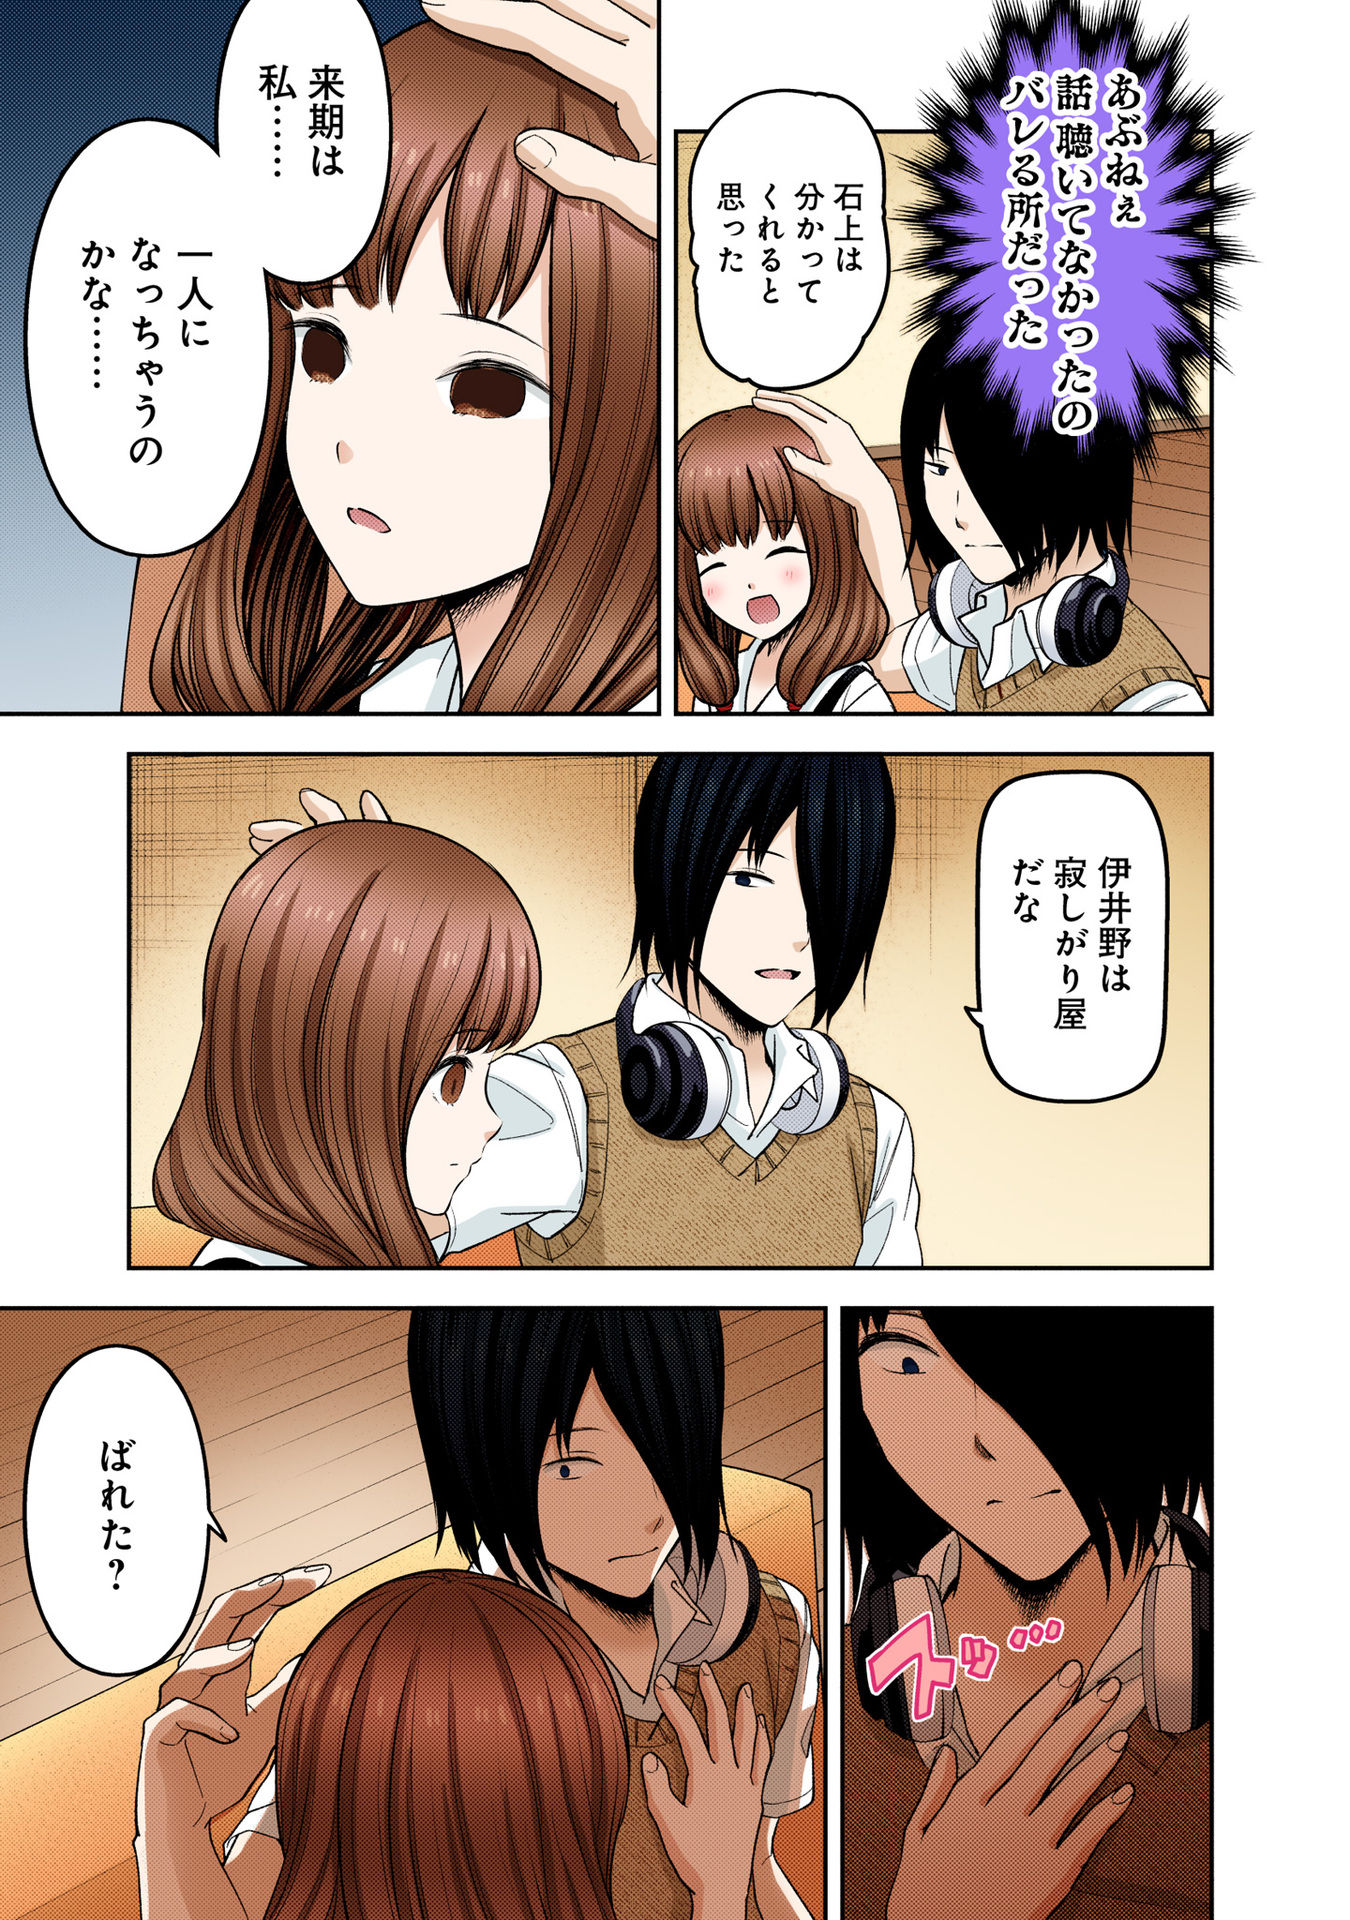 あぶねぇ
話聴いてなかったの
バレる所だった
石上は
分かって
くれると
思った
来期は
私……
一人に
なっちゃうの
かな……
伊井野は
寂しがり屋
だな
ズッ…
ばれた?